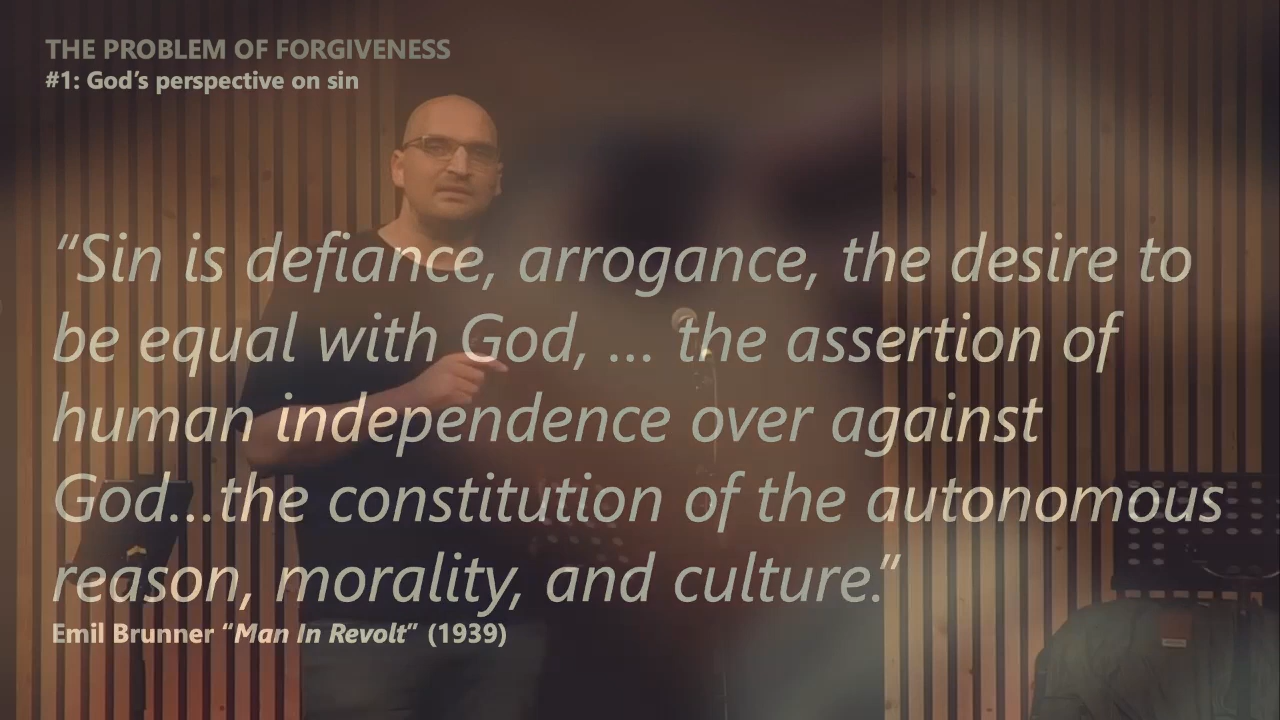 THE PROBLEM OF FORGIVENESS
#1: God’s perspective on sin
“Sin is defiance, arrogance, the desire to
be equal with God, ... the assertion of
human independence over against
God...the constitution of the autonomous
reason, morality, and culture.”
Emil Brunner “Man In Revolt” (1939)